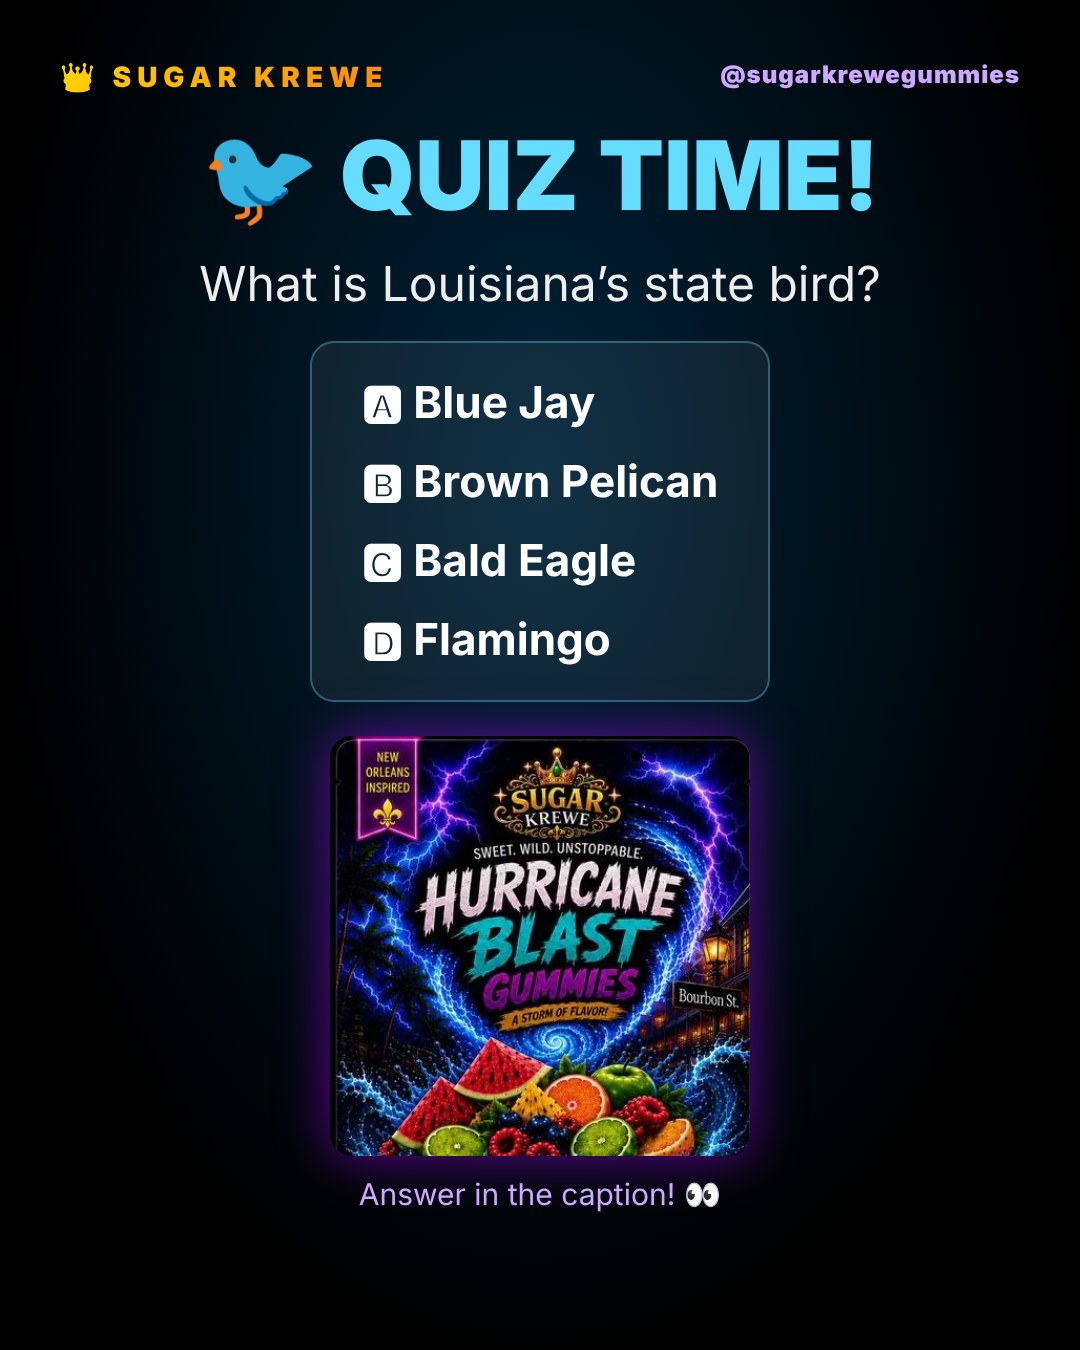 👑 SUGAR KREWE
@sugarkrewegummies
🐦 QUIZ TIME!
What is Louisiana’s state bird?
🅰 Blue Jay
🅱 Brown Pelican
🅲 Bald Eagle
🅳 Flamingo
NEW
ORLEANS
INSPIRED
SUGAR
KREWE
SWEET. WILD. UNSTOPPABLE.
HURRICANE
BLAST
GUMMIES
A STORM OF FLAVOR!
Bourbon St.
Answer in the caption! 👀